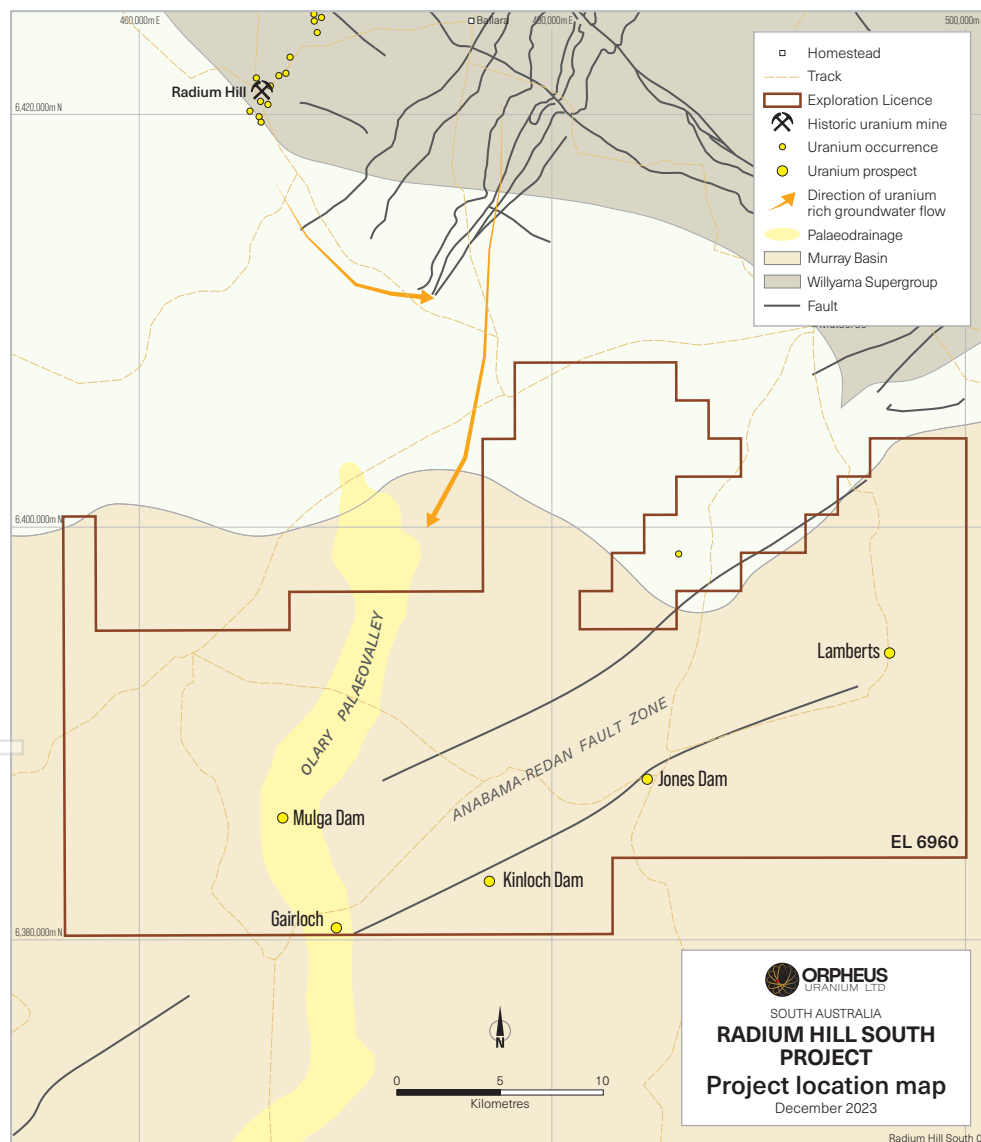 460,000m E
Ballara
480,000m E
500,000m E
Radium Hill
6,420,000m N
Homestead
Track
Exploration Licence
Historic uranium mine
Uranium occurrence
Uranium prospect
Direction of uranium
rich groundwater flow
Palaeodrainage
Murray Basin
Willyama Supergroup
Fault
6,400,000m N
OLARY PALAEOVALLEY
Lamberts
ANABAMA-REDAN FAULT ZONE
Jones Dam
Mulga Dam
EL 6960
Kinloch Dam
Gairloch
6,380,000m N
N
0 5 10
Kilometres
ORPHEUS
URANIUM LTD
SOUTH AUSTRALIA
RADIUM HILL SOUTH
PROJECT
Project location map
December 2023
Radium Hill South